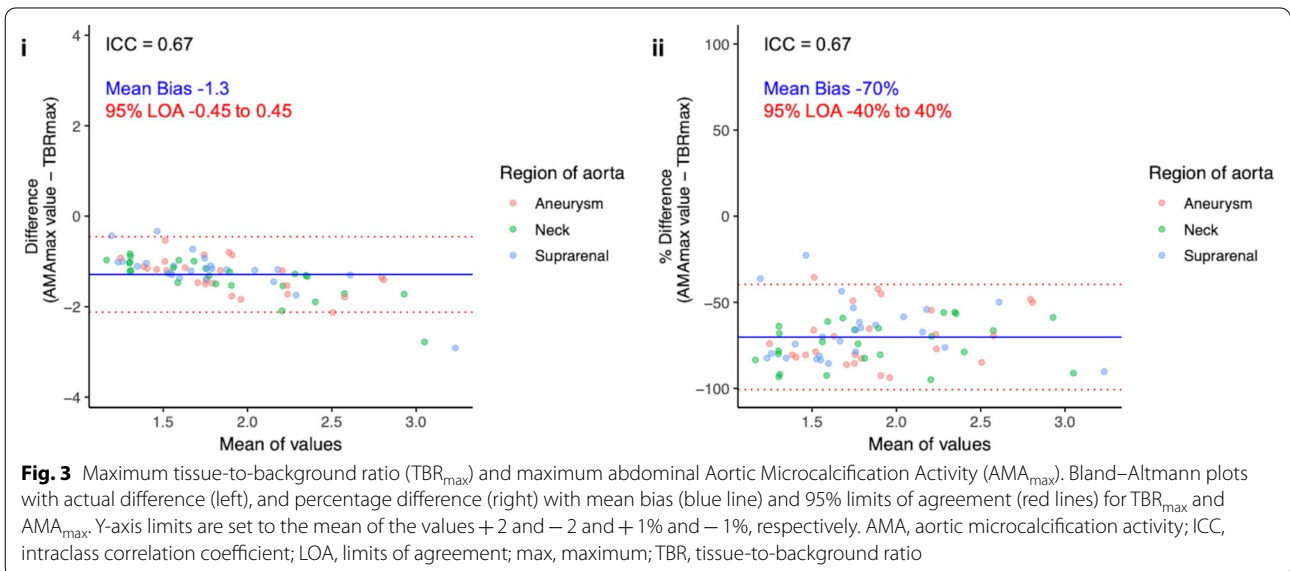 i
ICC = 0.67
Mean Bias -1.3
95% LOA -0.45 to 0.45
Difference
(AMAmax value − TBRmax)
4
2
0
−2
−4
1.5 2.0 2.5 3.0
Mean of values
Region of aorta
Aneurysm
Neck
Suprarenal
ii
ICC = 0.67
Mean Bias -70%
95% LOA -40% to 40%
% Difference
(AMAmax value − TBRmax)
100
50
0
−50
−100
1.5 2.0 2.5 3.0
Mean of values
Region of aorta
Aneurysm
Neck
Suprarenal
Fig. 3 Maximum tissue-to-background ratio (TBRmax) and maximum abdominal Aortic Microcalcification Activity (AMAmax). Bland–Altmann plots
with actual difference (left), and percentage difference (right) with mean bias (blue line) and 95% limits of agreement (red lines) for TBRmax and
AMAmax. Y-axis limits are set to the mean of the values + 2 and − 2 and + 1% and − 1%, respectively. AMA, aortic microcalcification activity; ICC,
intraclass correlation coefficient; LOA, limits of agreement; max, maximum; TBR, tissue-to-background ratio